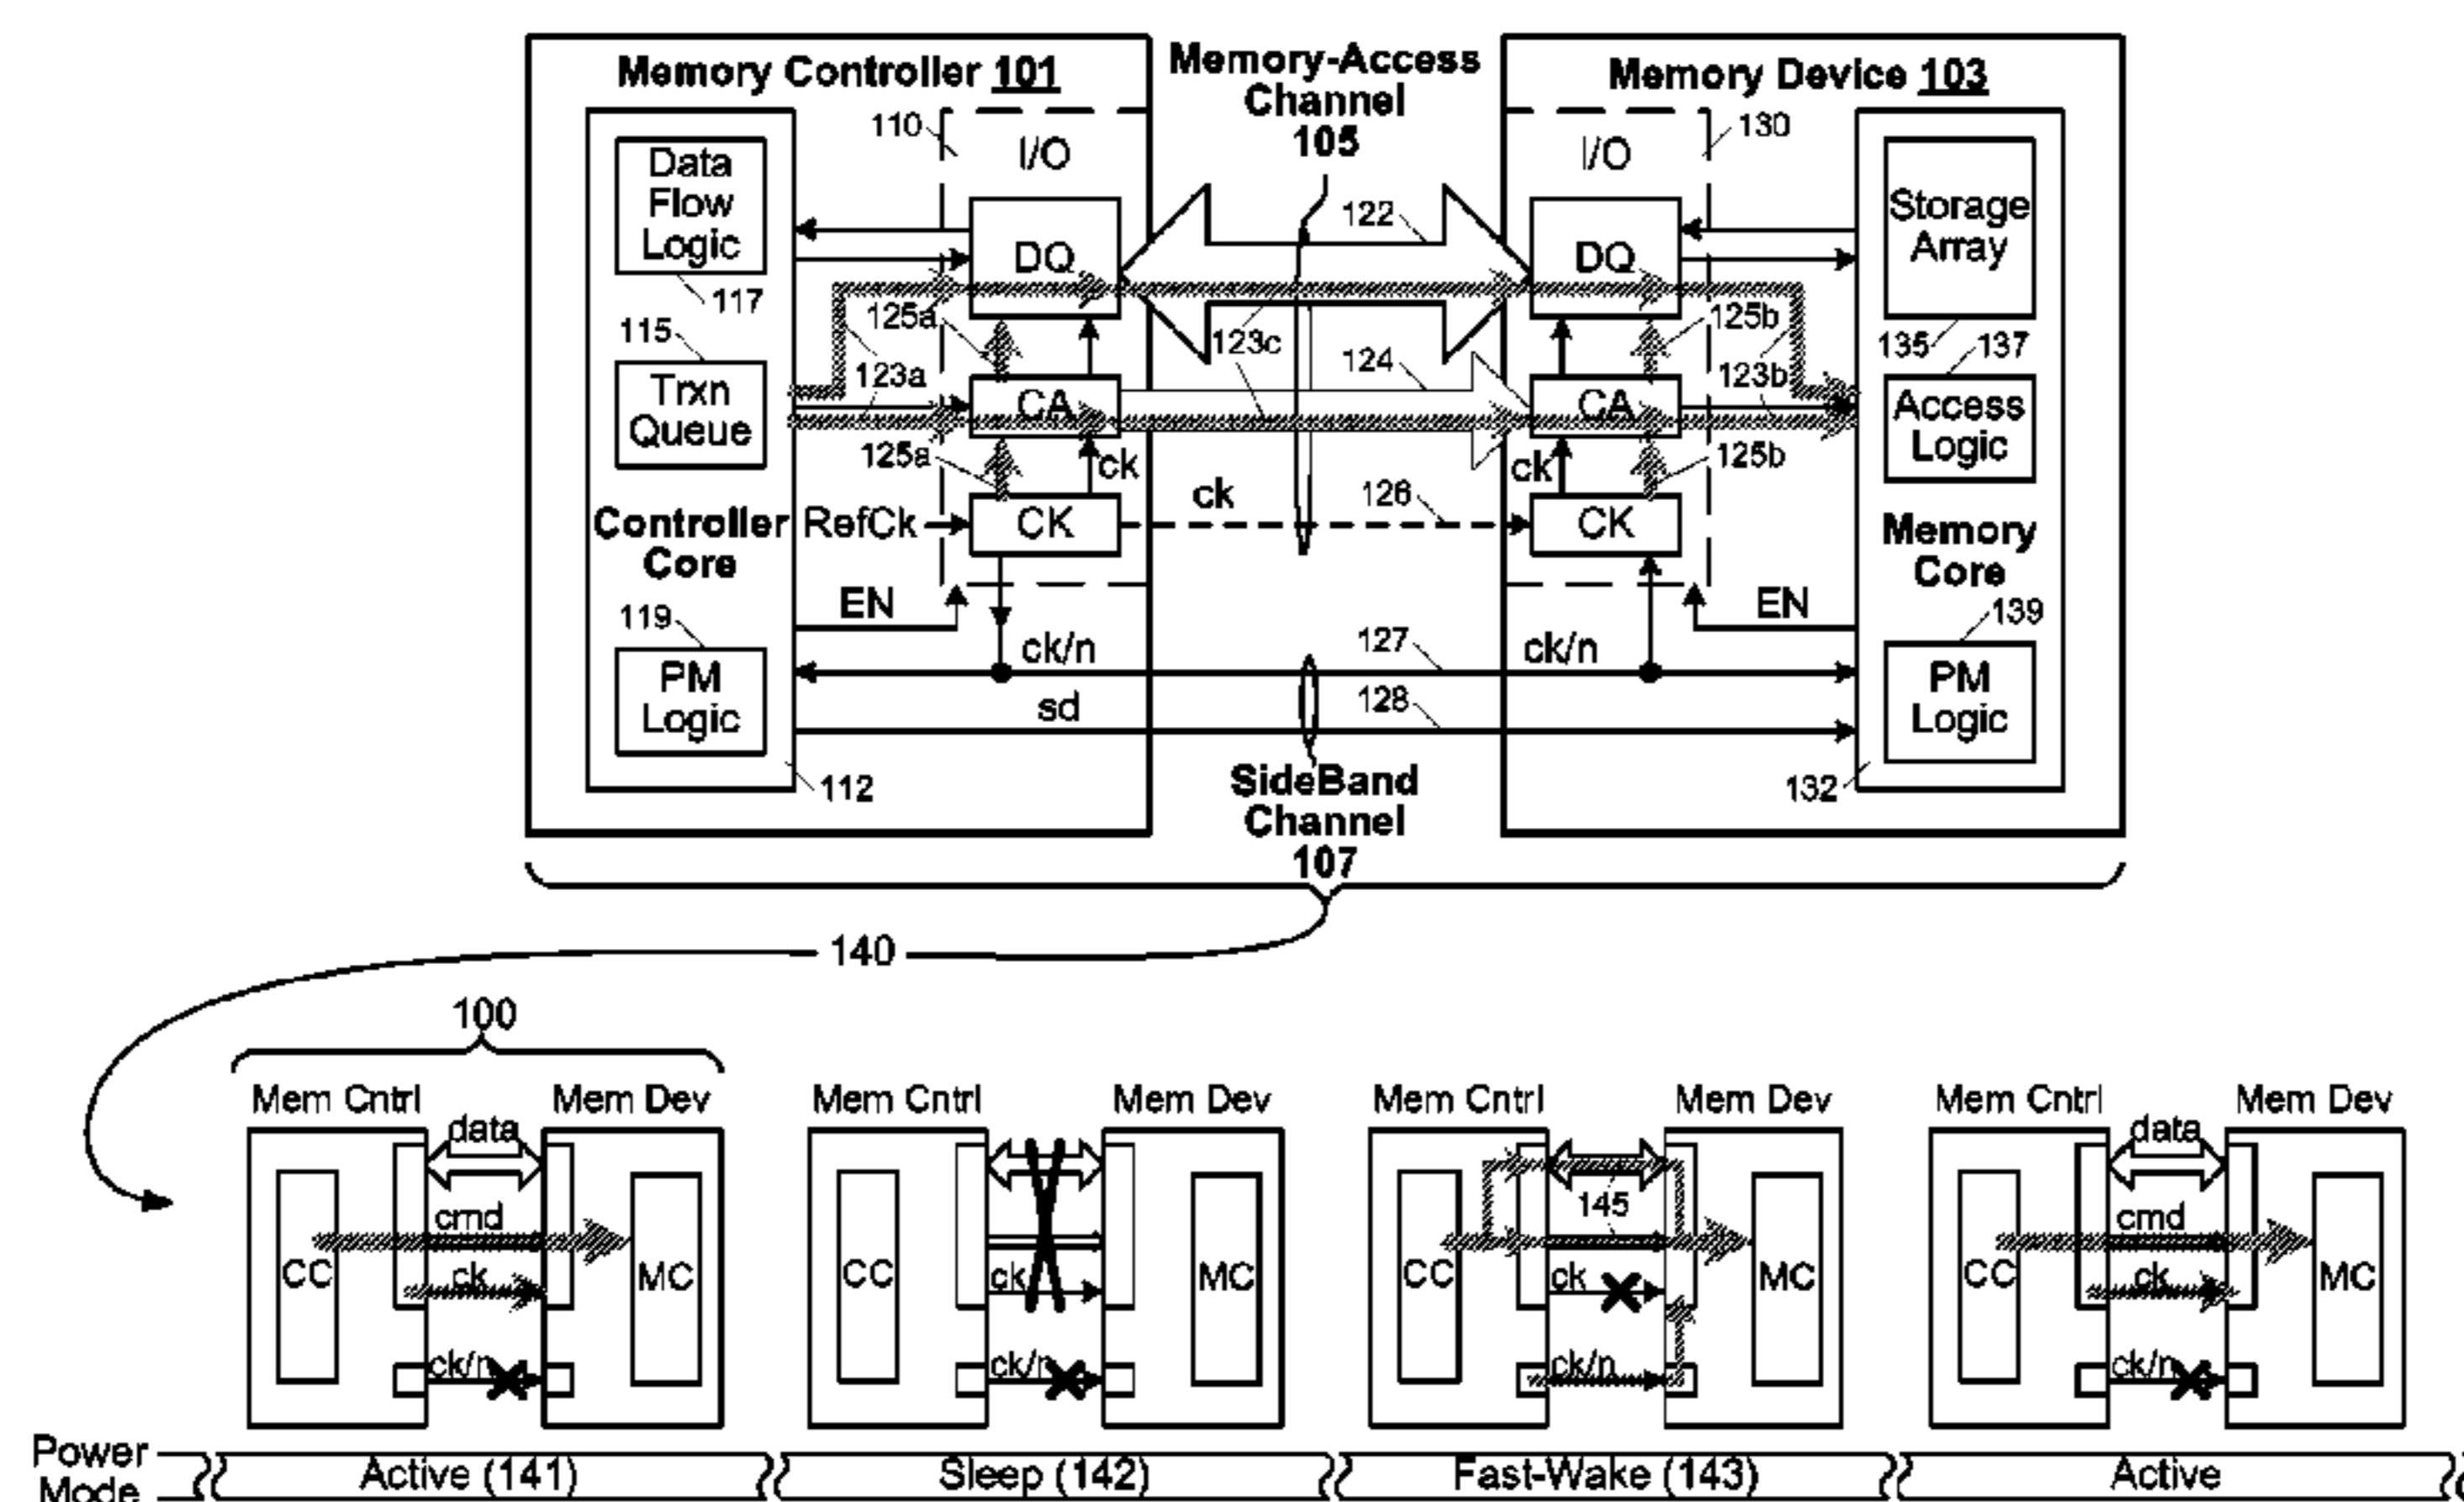 Memory Controller 101
Memory-Access
Channel
105
Memory Device 103
110
I/O
I/O
130
Data
Flow
Logic
117
DQ
122
DQ
Storage
Array
135
125a
123c
125b
115
Trxn
Queue
123a
CA
124
CA
123b
137
Access
Logic
125a
ck
ck
125b
Controller
Core
RefCk
CK
ck
126
CK
Memory
Core
EN
EN
119
PM
Logic
ck/n
127
ck/n
139
PM
Logic
sd
128
112
132
SideBand
Channel
107
140
100
Mem Cntrl
Mem Dev
Mem Cntrl
Mem Dev
Mem Cntrl
Mem Dev
Mem Cntrl
Mem Dev
data
cmd
CC
ck
MC
ck/n
CC
ck
MC
ck/n
145
CC
ck
MC
ck/n
data
cmd
CC
ck
MC
ck/n
Power
Mode
Active (141)
Sleep (142)
Fast-Wake (143)
Active